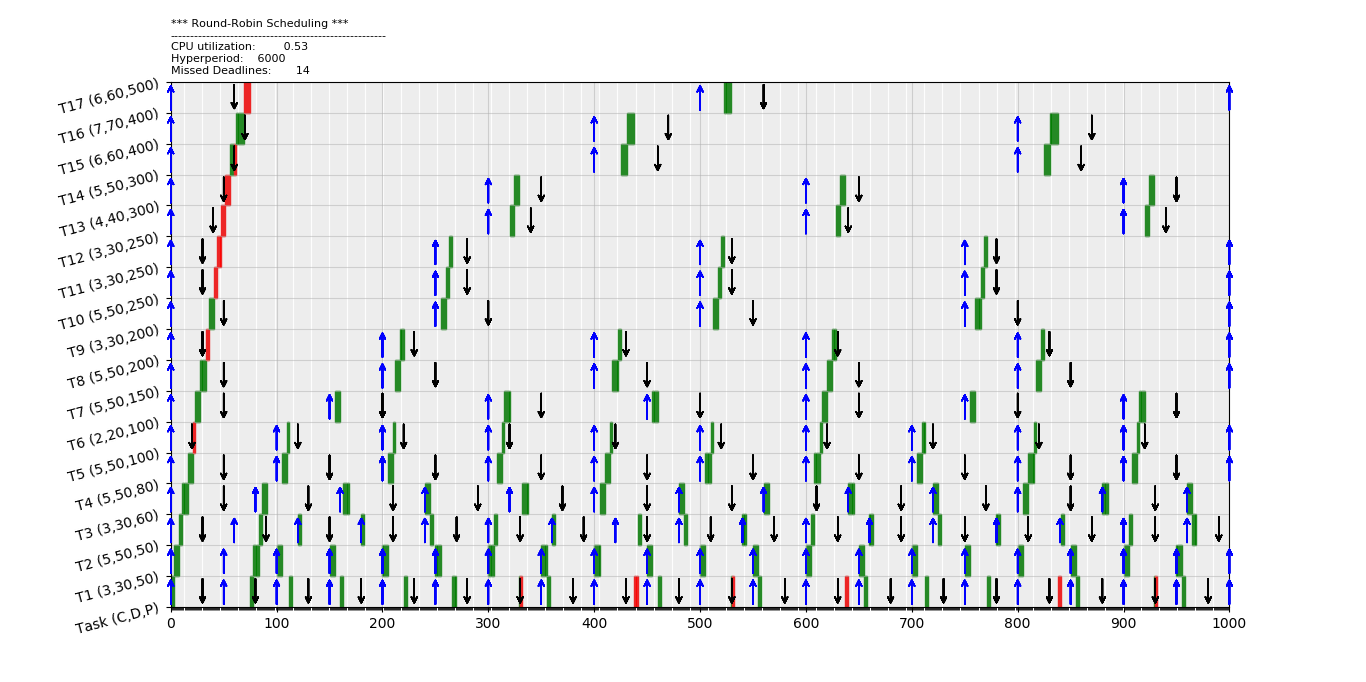 *** Round-Robin Scheduling ***
------------------------------------------------------
CPU utilization: 0.53
Hyperperiod: 6000
Missed Deadlines: 14
T17 (6,60,500)
T16 (7,70,400)
T15 (6,60,400)
T14 (5,50,300)
T13 (4,40,300)
T12 (3,30,250)
T11 (3,30,250)
T10 (5,50,250)
T9 (3,30,200)
T8 (5,50,200)
T7 (5,50,150)
T6 (2,20,100)
T5 (5,50,100)
T4 (5,50,80)
T3 (3,30,60)
T2 (5,50,50)
T1 (3,30,50)
Task (C,D,P)
0 100 200 300 400 500 600 700 800 900 1000